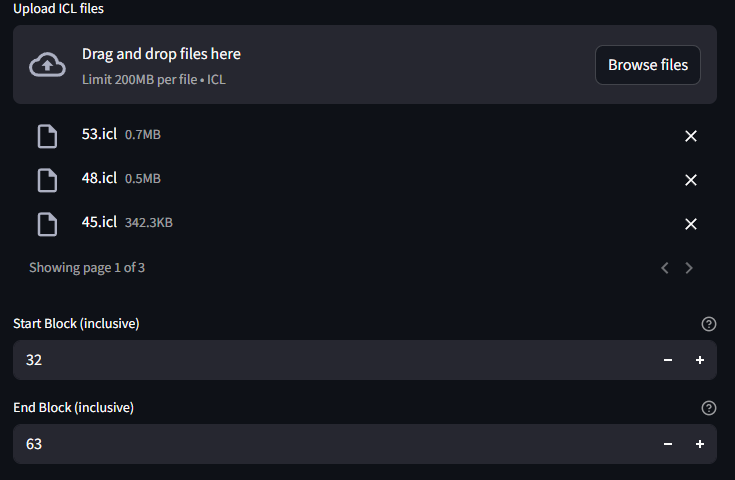 Upload ICL files
Drag and drop files here
Limit 200MB per file • ICL
Browse files
53.icl 0.7MB
48.icl 0.5MB
45.icl 342.3KB
Showing page 1 of 3
Start Block (inclusive)
32
End Block (inclusive)
63